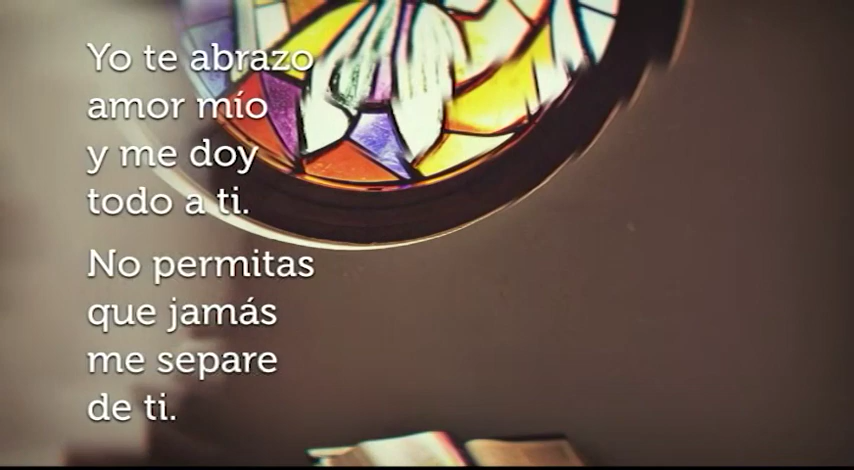 Yo te abrazo
amor mío
y me doy
todo a ti.
No permitas
que jamás
me separe
de ti.